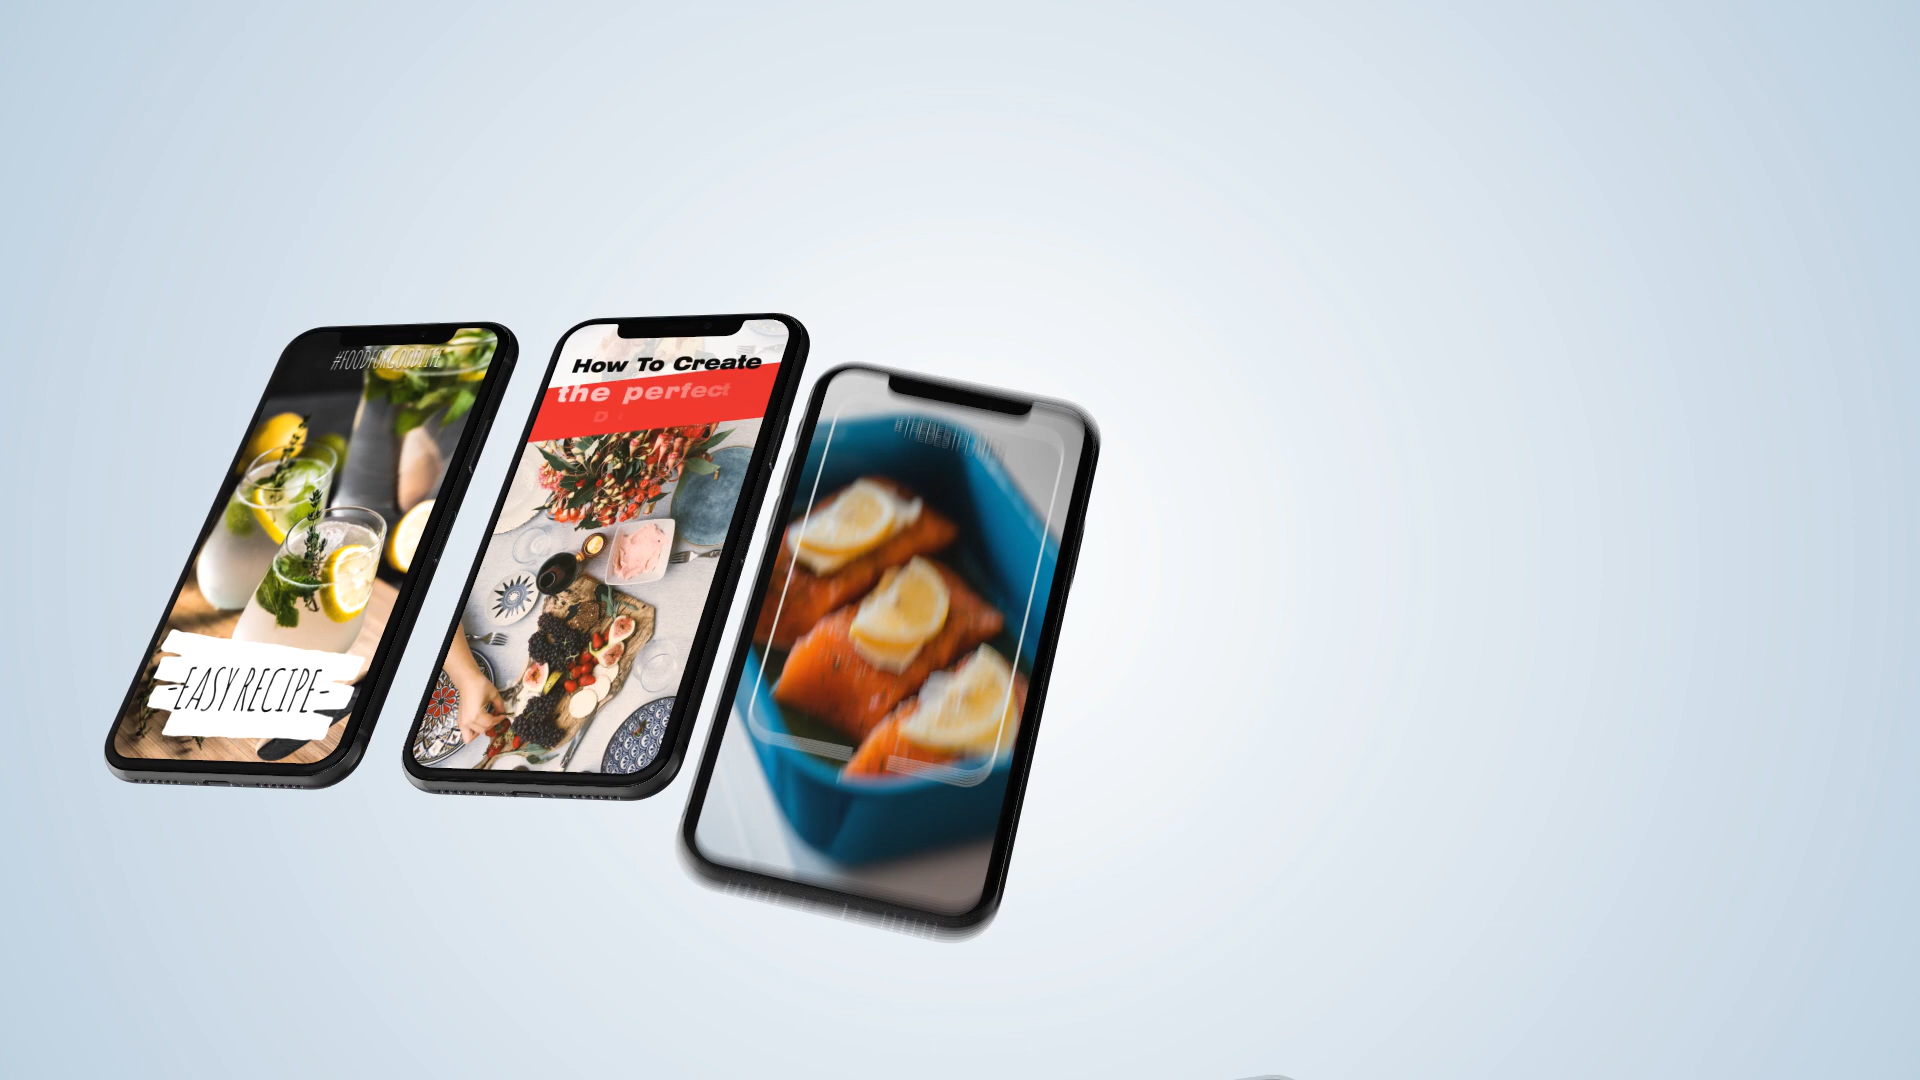 #FOODFORGOODLIFE
-EASY RECIPE-
How To Create
the perfect
D